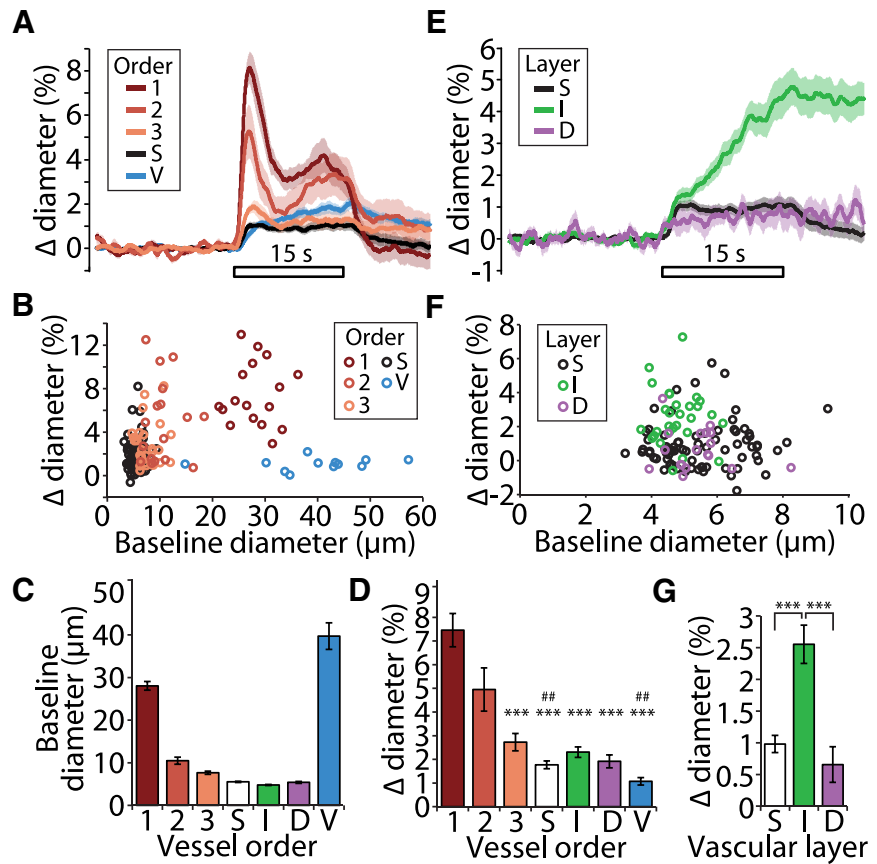 A
Δ diameter (%)
8
6
4
2
0
Order
1
2
3
S
V
15 s
E
Δ diameter (%)
6
5
4
3
2
1
0
-1
Layer
S
I
D
15 s
B
Δ diameter (%)
12
8
4
0
Order
1
2
3
S
V
0 10 20 30 40 50 60
Baseline diameter (µm)
F
Δ diameter (%)
8
6
4
2
0
-2
Layer
S
I
D
0 2 4 6 8 10
Baseline diameter (µm)
C
Baseline
diameter (µm)
50
40
30
20
10
0
1 2 3 S I D V
Vessel order
D
Δ diameter (%)
9
8
7
6
5
4
3
2
1
0
## ##
*** *** *** *** ***
1 2 3 S I D V
Vessel order
G
Δ diameter (%)
3
2.5
2
1.5
1
0.5
0
*** ***
S I D
Vascular layer